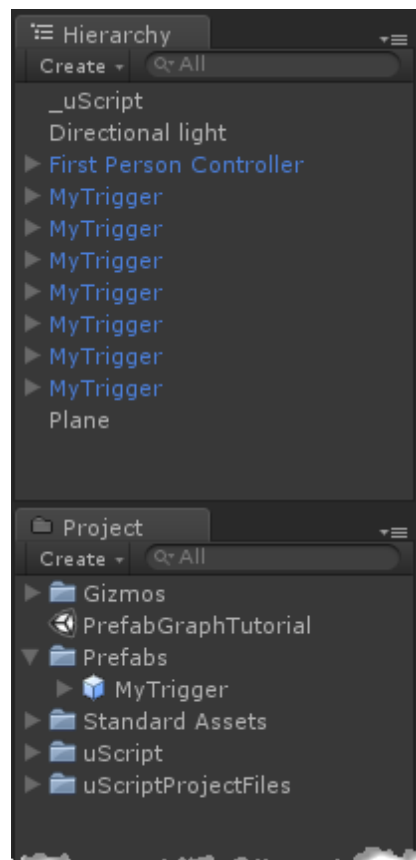 Hierarchy
Create All
_uScript
Directional light
First Person Controller
MyTrigger
MyTrigger
MyTrigger
MyTrigger
MyTrigger
MyTrigger
MyTrigger
Plane
Project
Create All
Gizmos
PrefabGraphTutorial
Prefabs
MyTrigger
Standard Assets
uScript
uScriptProjectFiles